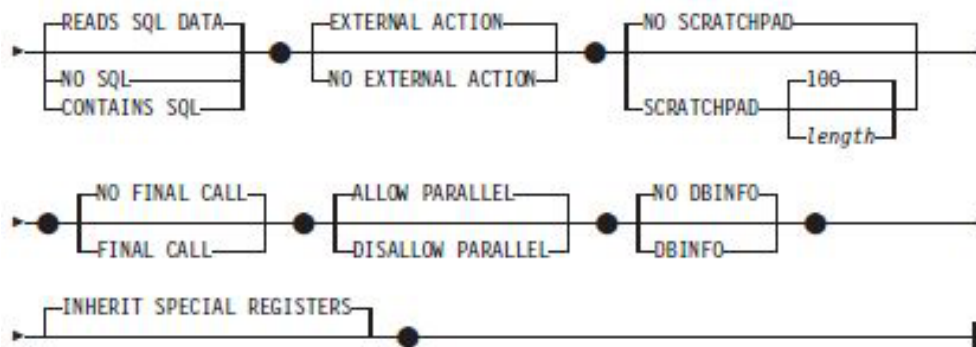 READS SQL DATA EXTERNAL ACTION NO SCRATCHPAD
NO SQL NO EXTERNAL ACTION 100
CONTAINS SQL SCRATCHPAD
length
NO FINAL CALL ALLOW PARALLEL NO DBINFO
FINAL CALL DISALLOW PARALLEL DBINFO
INHERIT SPECIAL REGISTERS